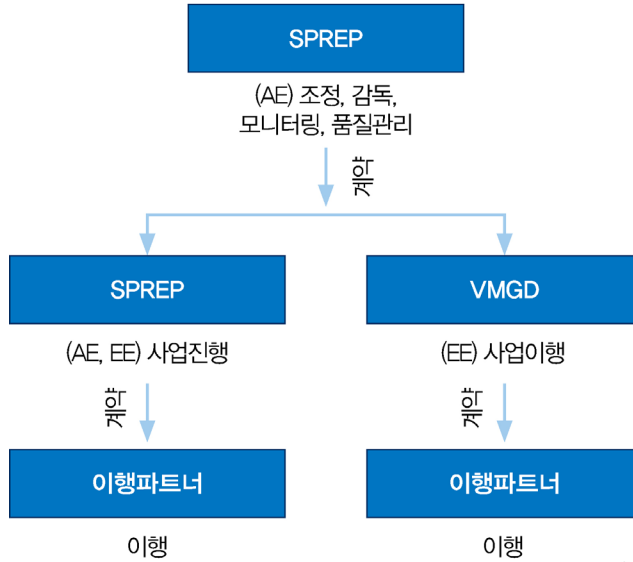 SPREP
(AE) 조정, 감독,
모니터링, 품질관리
계약
SPREP
VMGD
(AE, EE) 사업진행
(EE) 사업이행
계약
계약
이행파트너
이행파트너
이행
이행